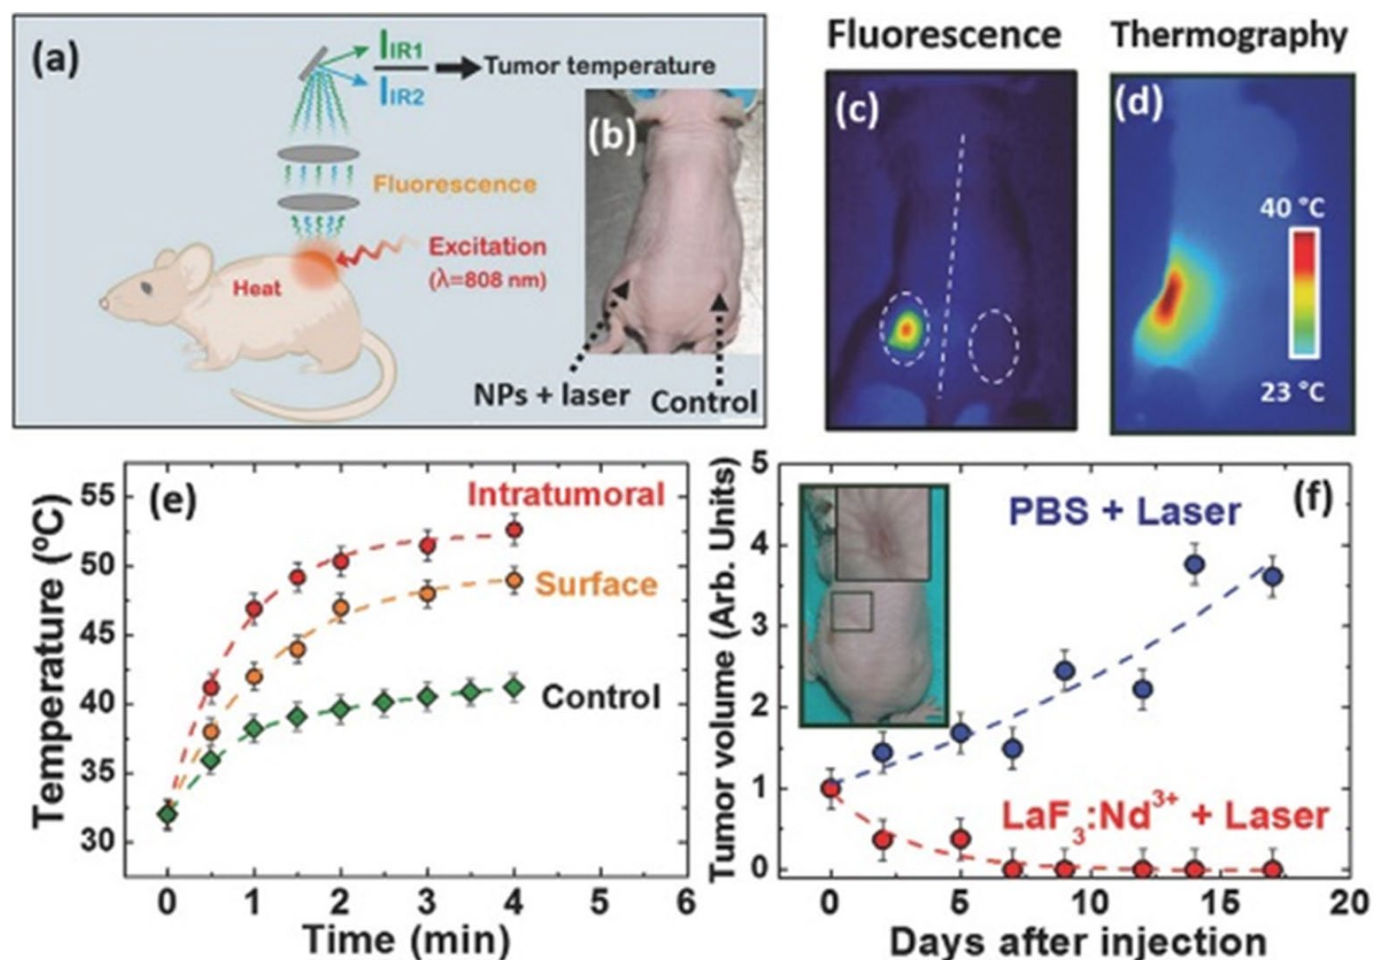 (a)
IIR1
IIR2
Tumor temperature
Fluorescence
Excitation
(λ=808 nm)
Heat
(b)
NPs + laser
Control
Fluorescence
(c)
Thermography
(d)
40 °C
23 °C
(e)
Temperature (ºC)
55
50
45
40
35
30
Intratumoral
Surface
Control
0 1 2 3 4 5 6
Time (min)
(f)
Tumor volume (Arb. Units)
5
4
3
2
1
0
PBS + Laser
LaF3:Nd3+ + Laser
0 5 10 15 20
Days after injection